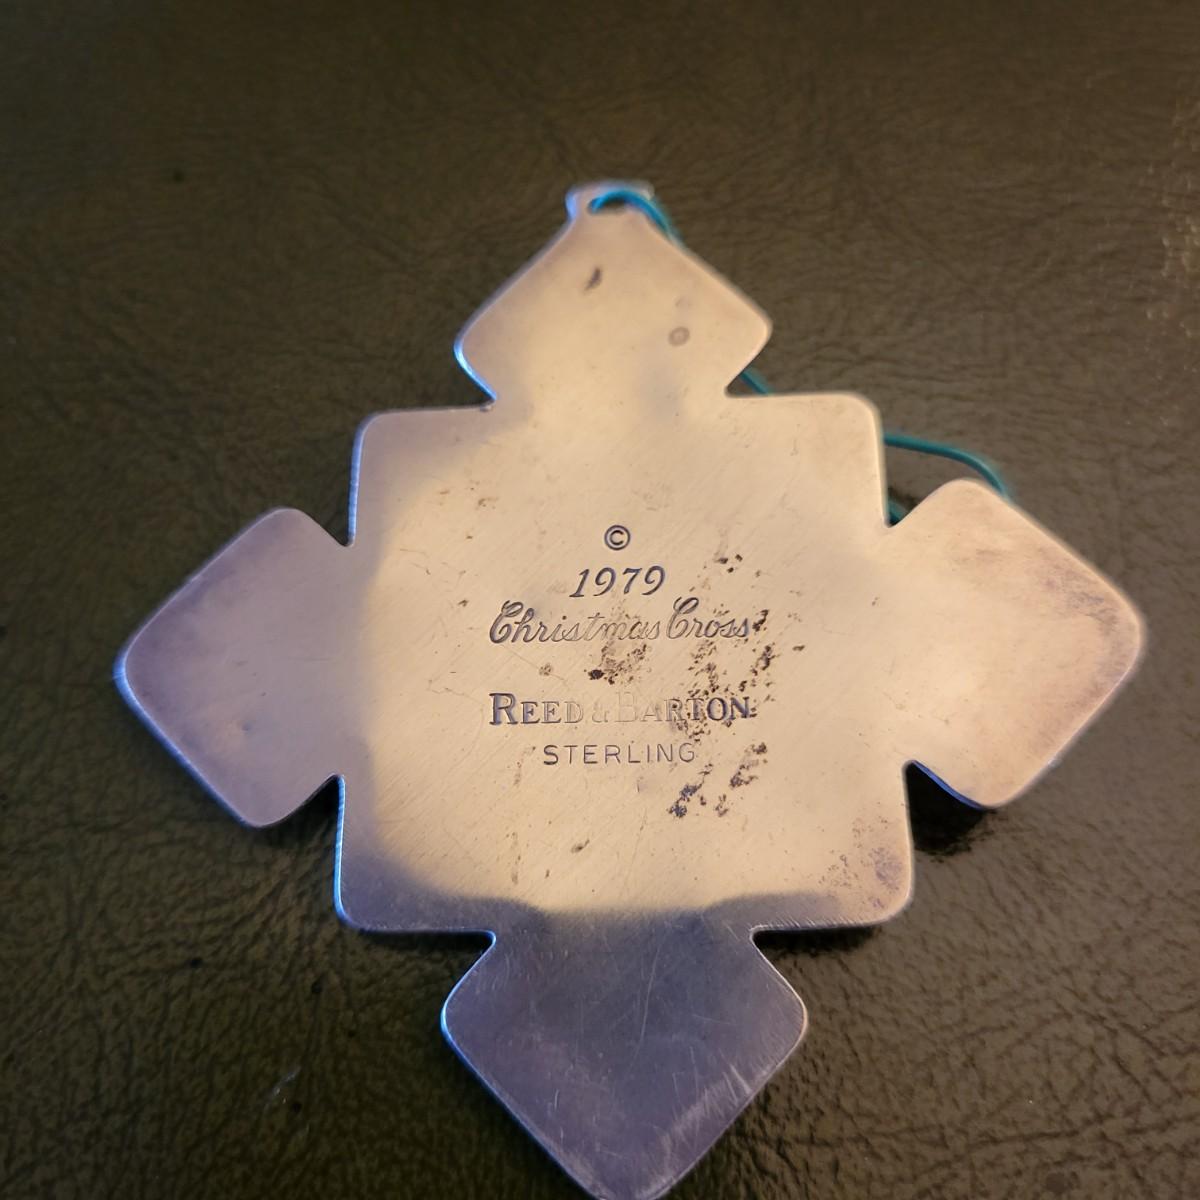 ©
1979
Christmas Cross
REED & BARTON
STERLING